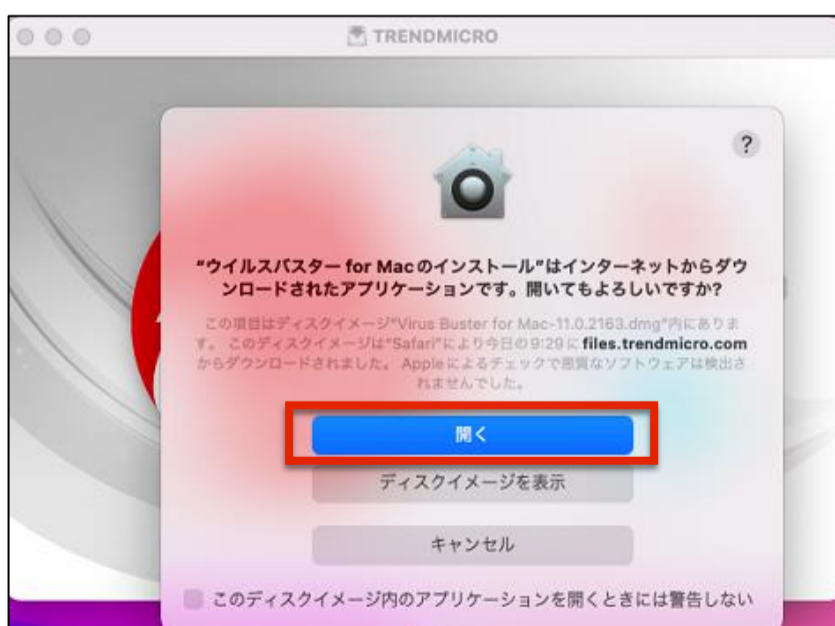 TRENDMICRO
?
“ウイルスバスター for Macのインストール”はインターネットからダウ
ンロードされたアプリケーションです。開いてもよろしいですか?
この項目はディスクイメージ“Virus Buster for Mac-11.0.2163.dmg”内にありま
す。 このディスクイメージは“Safari”により今日の9:29に files.trendmicro.com
からダウンロードされました。 Appleによるチェックで悪質なソフトウェアは検出さ
れませんでした。
開く
ディスクイメージを表示
キャンセル
このディスクイメージ内のアプリケーションを開くときには警告しない